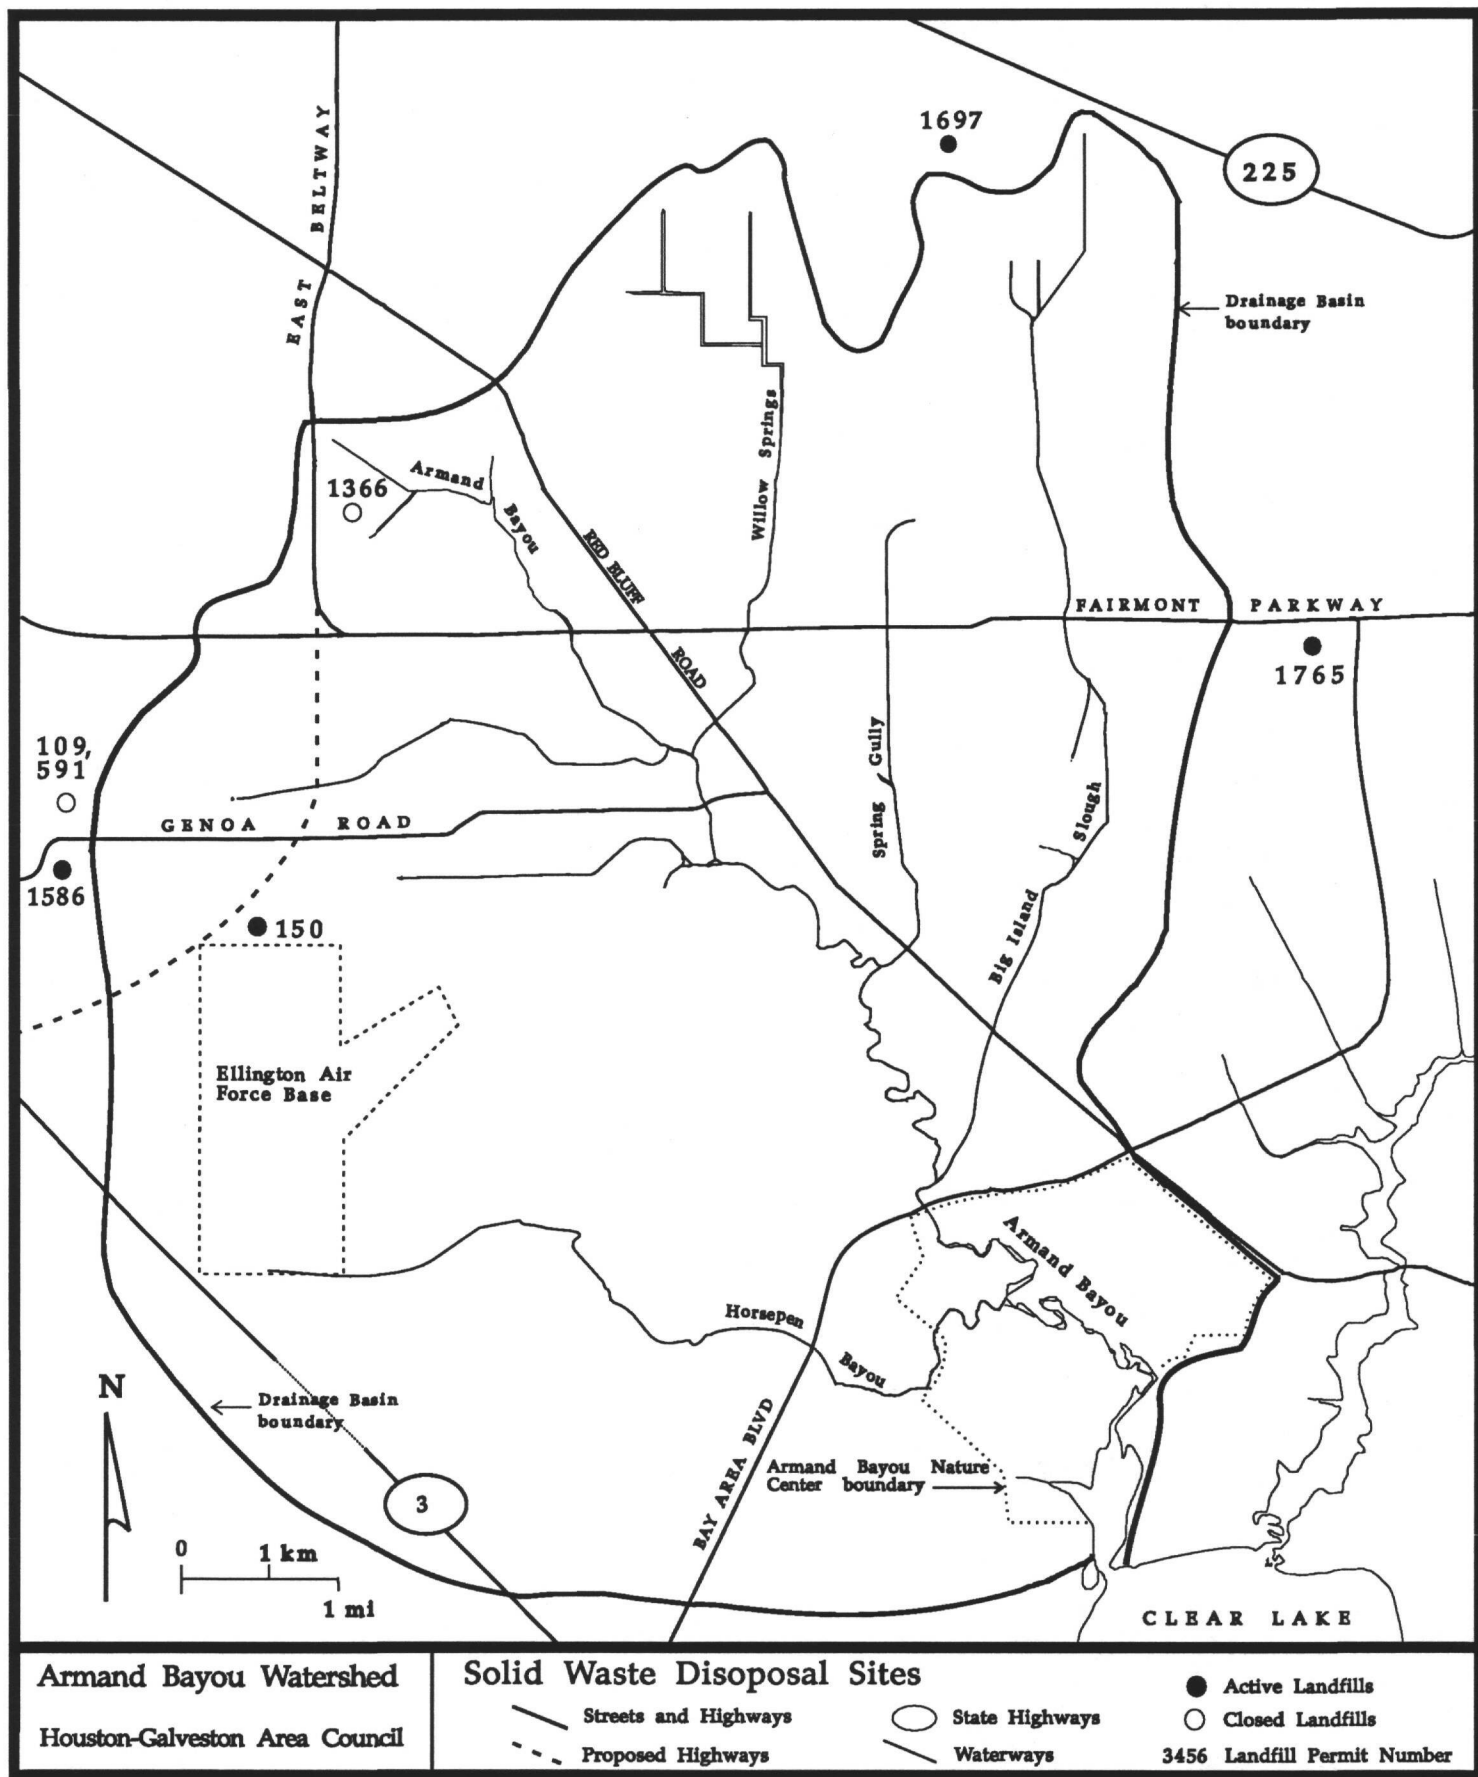 1697
225
EAST BELTWAY
Drainage Basin
boundary
Willow Springs
Armand
Bayou
1366
RED BLUFF
ROAD
FAIRMONT PARKWAY
1765
109,
591
Spring Gully
Big Island Slough
GENOA ROAD
1586
150
Ellington Air
Force Base
Armand Bayou
Horsepen
Bayou
N
Drainage Basin
boundary
BAY AREA BLVD
Armand Bayou Nature
Center boundary
3
0 1 km
1 mi
CLEAR LAKE
Armand Bayou Watershed
Houston-Galveston Area Council
Solid Waste Disoposal Sites
Streets and Highways
Proposed Highways
State Highways
Waterways
Active Landfills
Closed Landfills
3456 Landfill Permit Number